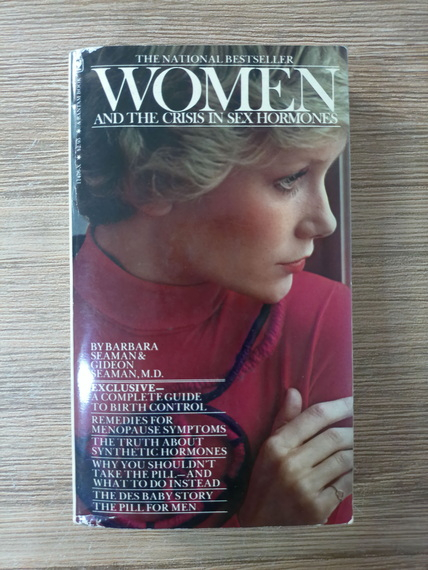 THE NATIONAL BESTSELLER
WOMEN
AND THE CRISIS IN SEX HORMONES
BY BARBARA
SEAMAN &
GIDEON
SEAMAN, M.D.
EXCLUSIVE—
A COMPLETE GUIDE
TO BIRTH CONTROL
REMEDIES FOR
MENOPAUSE SYMPTOMS
THE TRUTH ABOUT
SYNTHETIC HORMONES
WHY YOU SHOULDN'T
TAKE THE PILL—AND
WHAT TO DO INSTEAD
THE DES BABY STORY
THE PILL FOR MEN